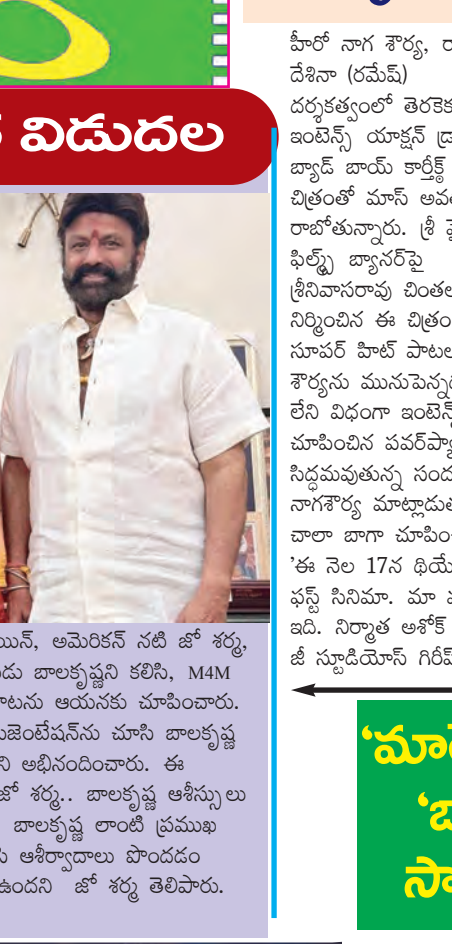 విడుదల
యిన్, అమెరికన్ నటి జో శర్మ,
డు బాలకృష్ణని కలిసి, M4M
ాటను ఆయనకు చూపించారు.
జెంటేషన్‌ను చూసి బాలకృష్ణ
ని అభినందించారు. ఈ
జో శర్మ.. బాలకృష్ణ ఆశీస్సులు
బాలకృష్ణ లాంటి ప్రముఖ
సి ఆశీర్వాదాలు పొందడం
ఉందని జో శర్మ తెలిపారు.
హీరో నాగ శౌర్య, రా
దేశినా (రమేష్)
దర్శకత్వంలో తెరకెక
ఇంటెన్స్ యాక్షన్ డ్ర
బ్యాడ్ బాయ్ కార్తీక్
చిత్రంతో మాస్ అవత
రాబోతున్నారు. శ్రీ వై
ఫిల్మ్స్ బ్యానర్‌పై
శ్రీనివాసరావు చింతల
నిర్మించిన ఈ చిత్రం
సూపర్ హిట్ పాటల
శౌర్యను మునుపెన్నడ
లేని విధంగా ఇంటెన్స్
చూపించిన పవర్‌ప్యా
సిద్ధమవుతున్న సంద
నాగశౌర్య మాట్లాడుత
చాలా బాగా చూపించ
'ఈ నెల 17న థియే
ఫస్ట్ సినిమా. మా
ఇది. నిర్మాత అశోక్
జీ స్టూడియోస్ గిరీష్
'మా
'బ
సా